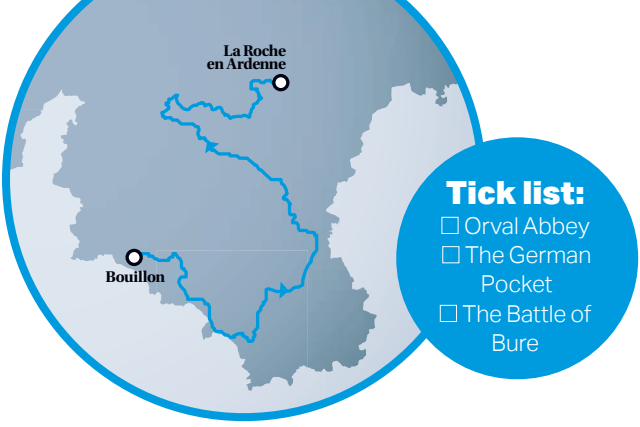 La Roche
en Ardenne
Bouillon
Tick list:
☐ Orval Abbey
☐ The German
Pocket
☐ The Battle of
Bure